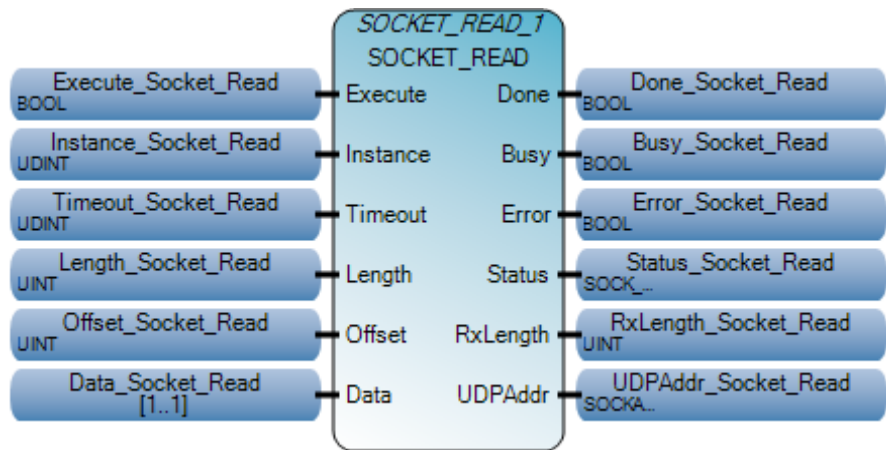 SOCKET_READ_1
SOCKET_READ
Execute_Socket_Read
BOOL
Execute
Done
Done_Socket_Read
BOOL
Instance_Socket_Read
UDINT
Instance
Busy
Busy_Socket_Read
BOOL
Timeout_Socket_Read
UDINT
Timeout
Error
Error_Socket_Read
BOOL
Length_Socket_Read
UINT
Length
Status
Status_Socket_Read
SOCK_...
Offset_Socket_Read
UINT
Offset
RxLength
RxLength_Socket_Read
UINT
Data_Socket_Read
[1..1]
Data
UDPAddr
UDPAddr_Socket_Read
SOCKA...